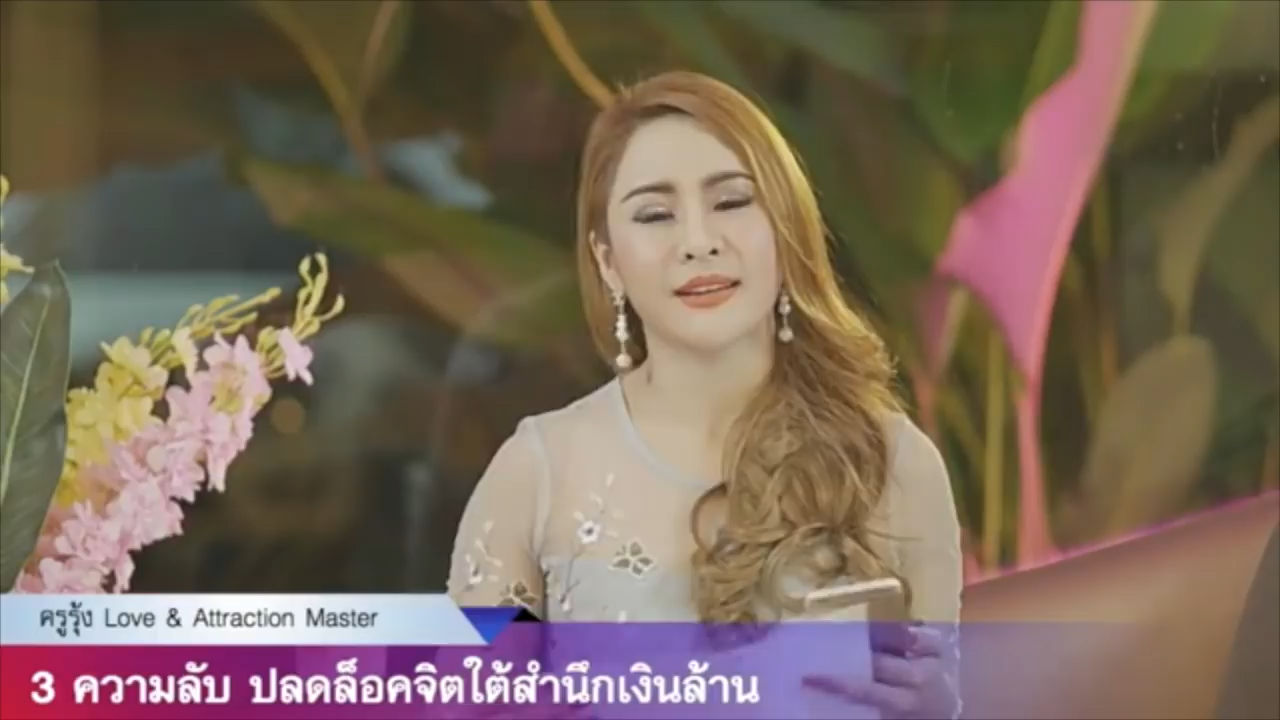 ครูรุ้ง Love & Attraction Master
3 ความลับ ปลดล็อคจิตใต้สำนึกเงินล้าน